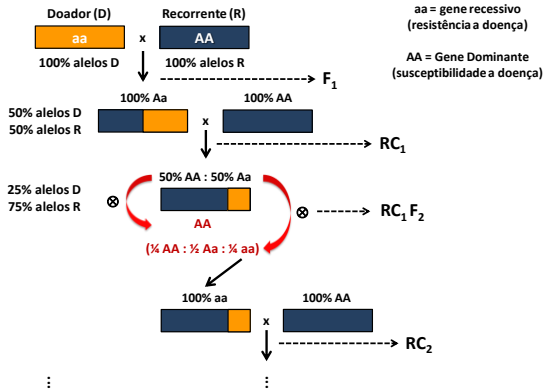 Doador (D)
Recorrente (R)
aa = gene recessivo
(resistência a doença)
aa
x
AA
AA = Gene Dominante
(susceptibilidade a doença)
100% alelos D
100% alelos R
F1
100% Aa
100% AA
50% alelos D
50% alelos R
x
RC1
50% AA : 50% Aa
25% alelos D
75% alelos R
⊗
⊗
RC1 F2
AA
(¼ AA : ½ Aa : ¼ aa)
100% aa
100% AA
x
RC2
⋮
⋮